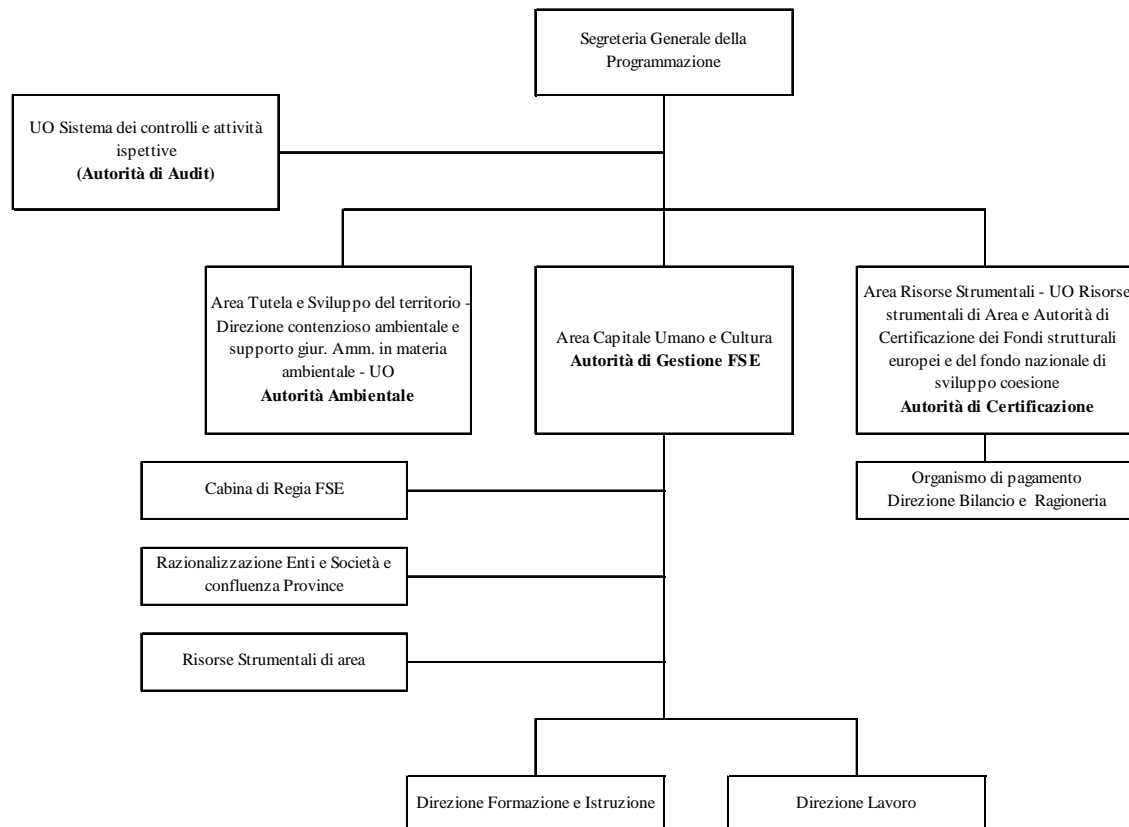 Segreteria Generale della
Programmazione
UO Sistema dei controlli e attività
ispettive
(Autorità di Audit)
Area Tutela e Sviluppo del territorio -
Direzione contenzioso ambientale e
supporto giur. Amm. in materia
ambientale - UO
Autorità Ambientale
Area Capitale Umano e Cultura
Autorità di Gestione FSE
Area Risorse Strumentali - UO Risorse
strumentali di Area e Autorità di
Certificazione dei Fondi strutturali
europei e del fondo nazionale di
sviluppo coesione
Autorità di Certificazione
Cabina di Regia FSE
Organismo di pagamento
Direzione Bilancio e Ragioneria
Razionalizzazione Enti e Società e
confluenza Province
Risorse Strumentali di area
Direzione Formazione e Istruzione
Direzione Lavoro